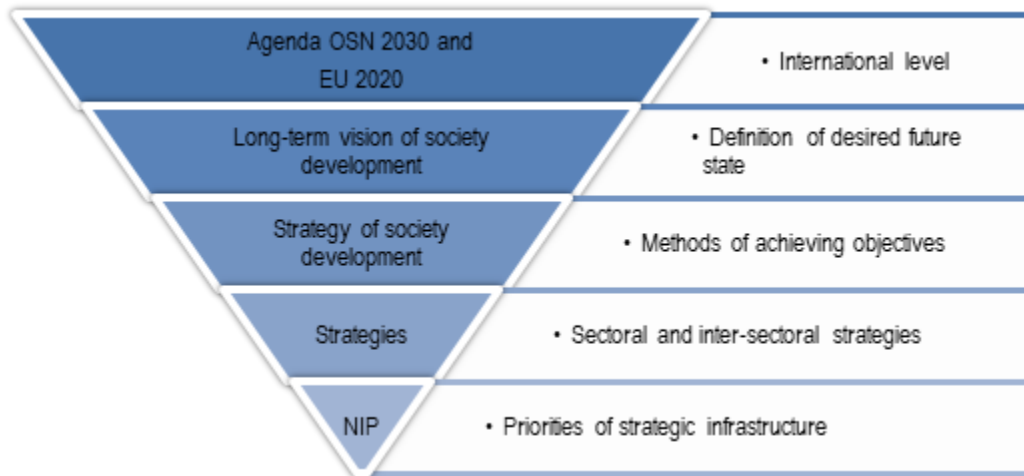 Agenda OSN 2030 and
EU 2020
• International level
Long-term vision of society
development
• Definition of desired future
state
Strategy of society
development
• Methods of achieving objectives
Strategies
• Sectoral and inter-sectoral strategies
NIP
• Priorities of strategic infrastructure